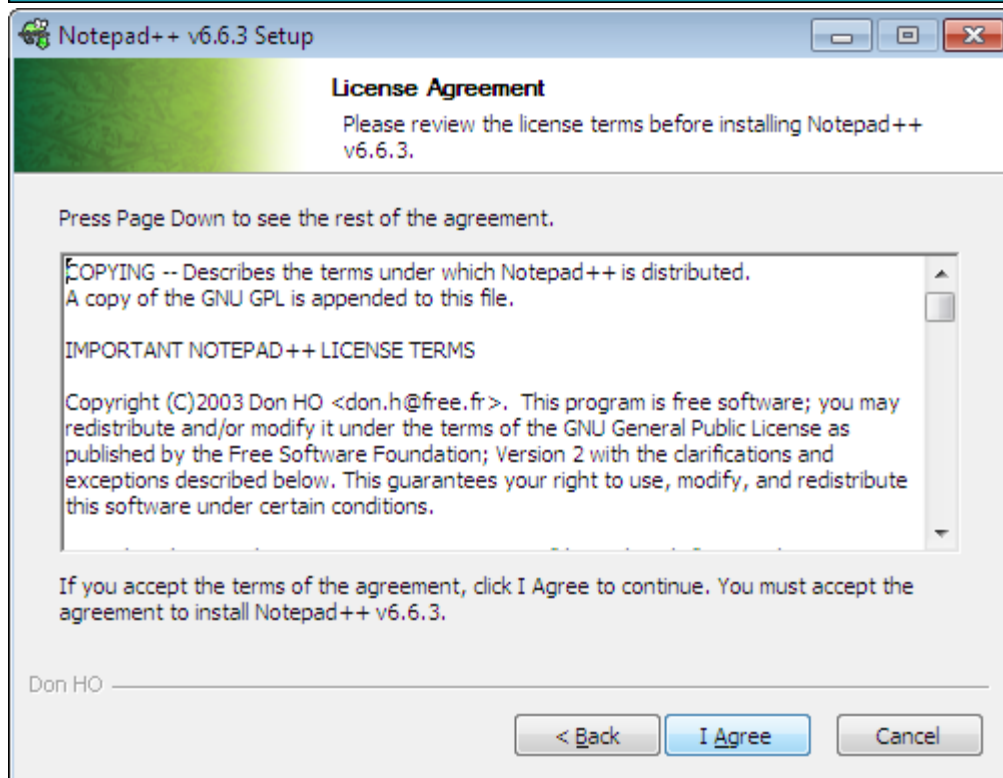 Notepad++ v6.6.3 Setup
License Agreement
Please review the license terms before installing Notepad++
v6.6.3.
Press Page Down to see the rest of the agreement.
COPYING -- Describes the terms under which Notepad++ is distributed.
A copy of the GNU GPL is appended to this file.
IMPORTANT NOTEPAD++ LICENSE TERMS
Copyright (C)2003 Don HO <don.h@free.fr>.  This program is free software; you may
redistribute and/or modify it under the terms of the GNU General Public License as
published by the Free Software Foundation; Version 2 with the clarifications and
exceptions described below. This guarantees your right to use, modify, and redistribute
this software under certain conditions.
If you accept the terms of the agreement, click I Agree to continue. You must accept the
agreement to install Notepad++ v6.6.3.
Don HO
< Back
I Agree
Cancel